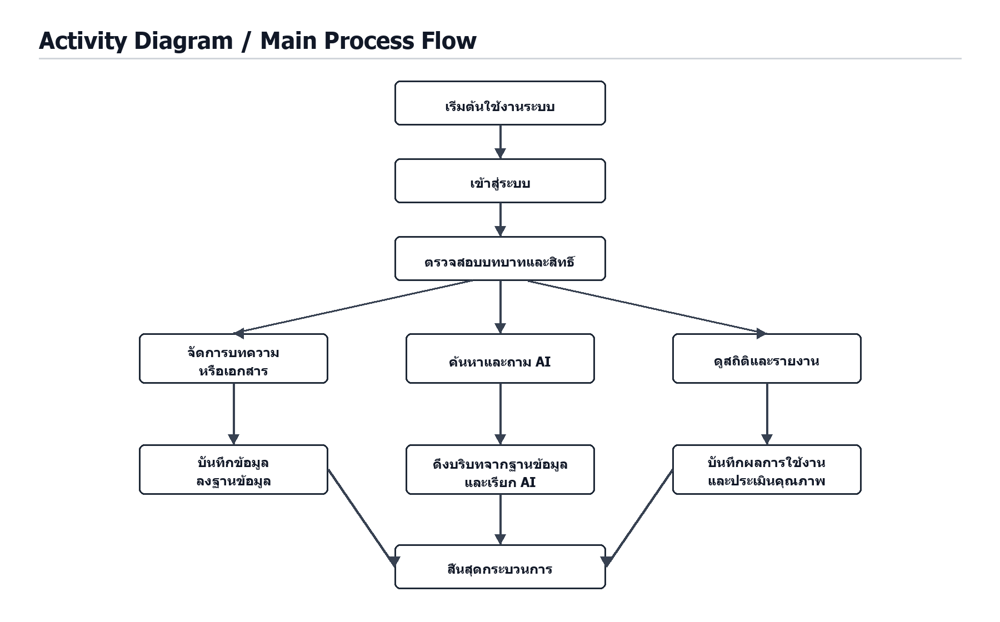 Activity Diagram / Main Process Flow
เริ่มต้นใช้งานระบบ
เข้าสู่ระบบ
ตรวจสอบบทบาทและสิทธิ์
จัดการบทความ
หรือเอกสาร
ค้นหาและถาม AI
ดูสถิติและรายงาน
บันทึกข้อมูล
ลงฐานข้อมูล
ดึงบริบทจากฐานข้อมูล
และเรียก AI
บันทึกผลการใช้งาน
และประเมินคุณภาพ
สิ้นสุดกระบวนการ